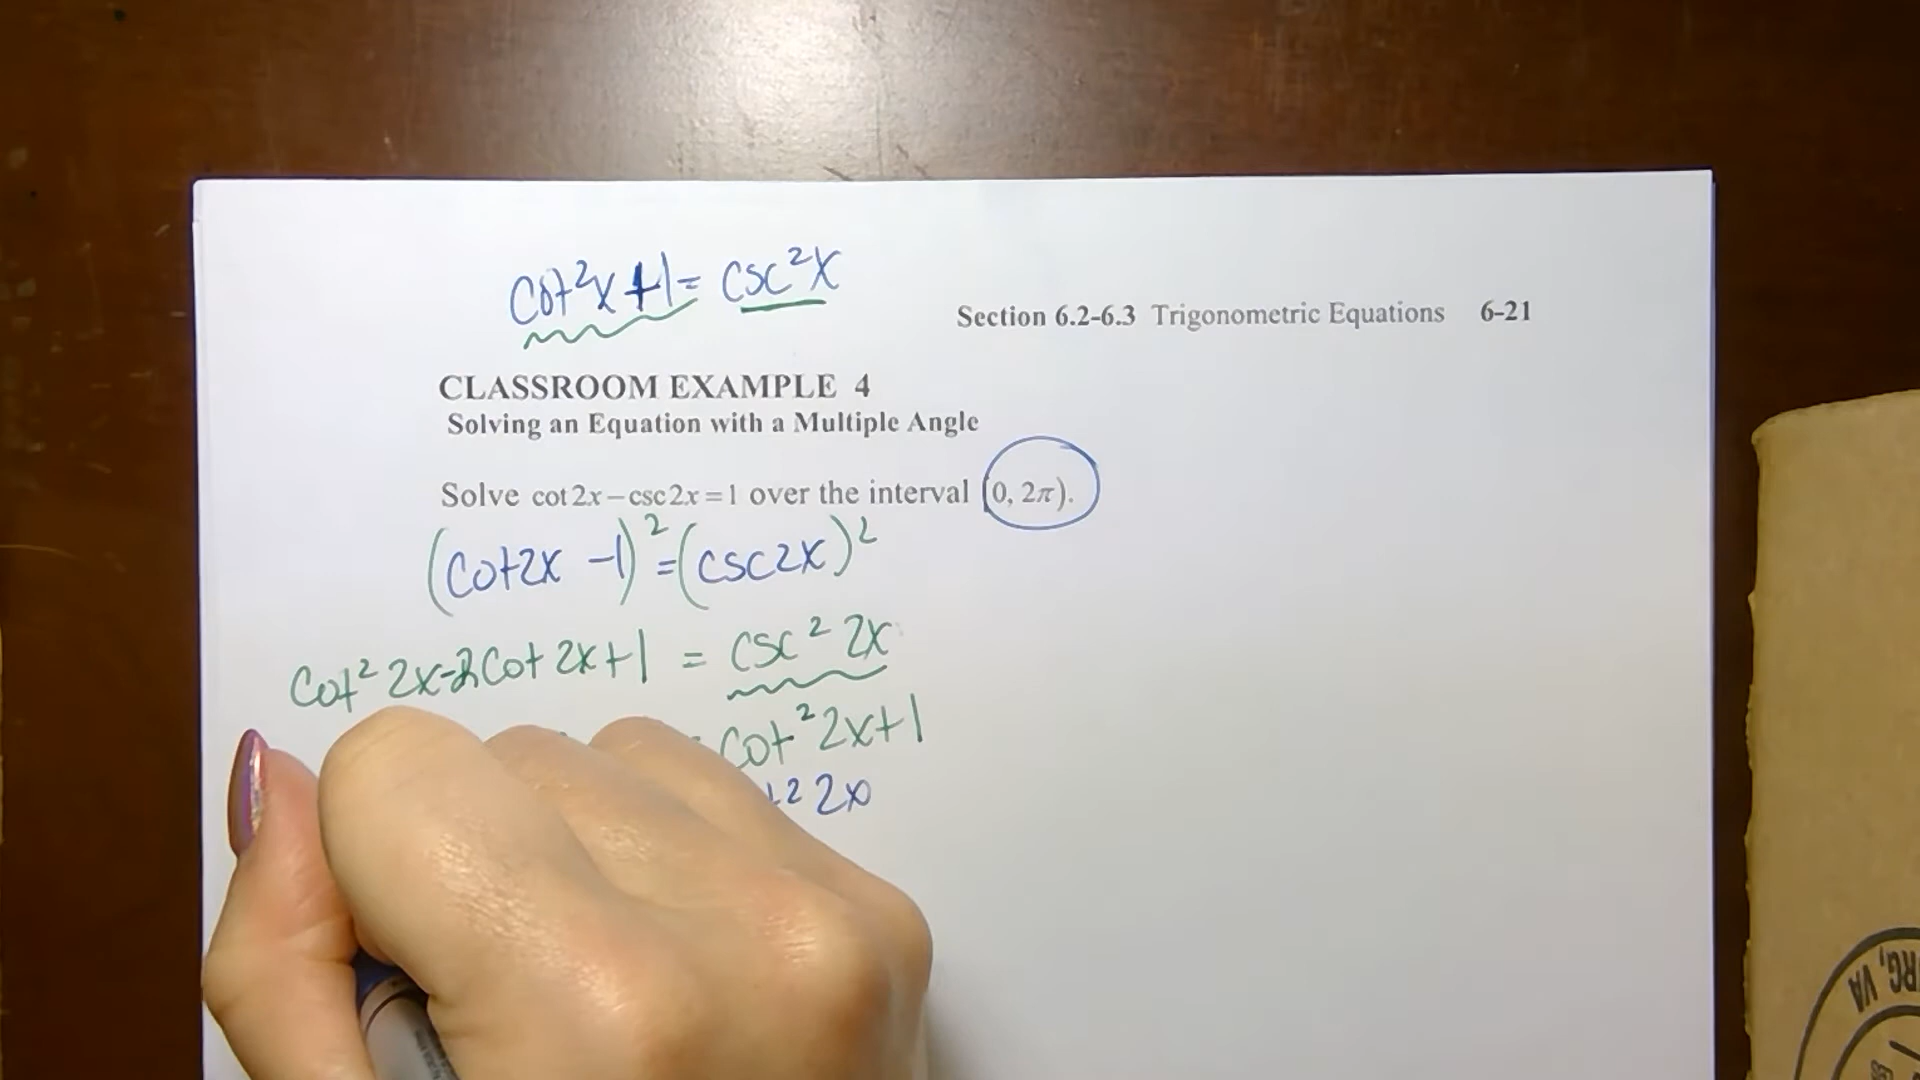 cot²x+1= csc²x
Section 6.2-6.3 Trigonometric Equations 6-21
CLASSROOM EXAMPLE 4
Solving an Equation with a Multiple Angle
Solve cot 2x − csc 2x = 1 over the interval (0, 2π).
(cot2x −1)²=(csc2x)²
cot² 2x-2cot 2x+1 = csc² 2x
cot² 2x+1
² 2x
, VA